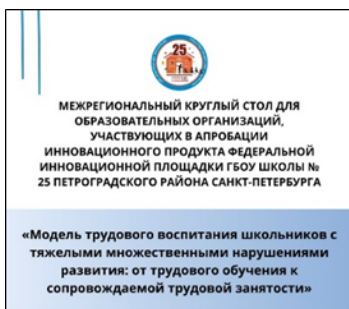 25
МЕЖРЕГИОНАЛЬНЫЙ КРУГЛЫЙ СТОЛ ДЛЯ
ОБРАЗОВАТЕЛЬНЫХ ОРГАНИЗАЦИЙ,
УЧАСТВУЮЩИХ В АПРОБАЦИИ
ИННОВАЦИОННОГО ПРОДУКТА ФЕДЕРАЛЬНОЙ
ИННОВАЦИОННОЙ ПЛОЩАДКИ ГБОУ ШКОЛЫ №
25 ПЕТРОГРАДСКОГО РАЙОНА САНКТ-ПЕТЕРБУРГА
«Модель трудового воспитания школьников с
тяжелыми множественными нарушениями
развития: от трудового обучения к
сопровождаемой трудовой занятости»